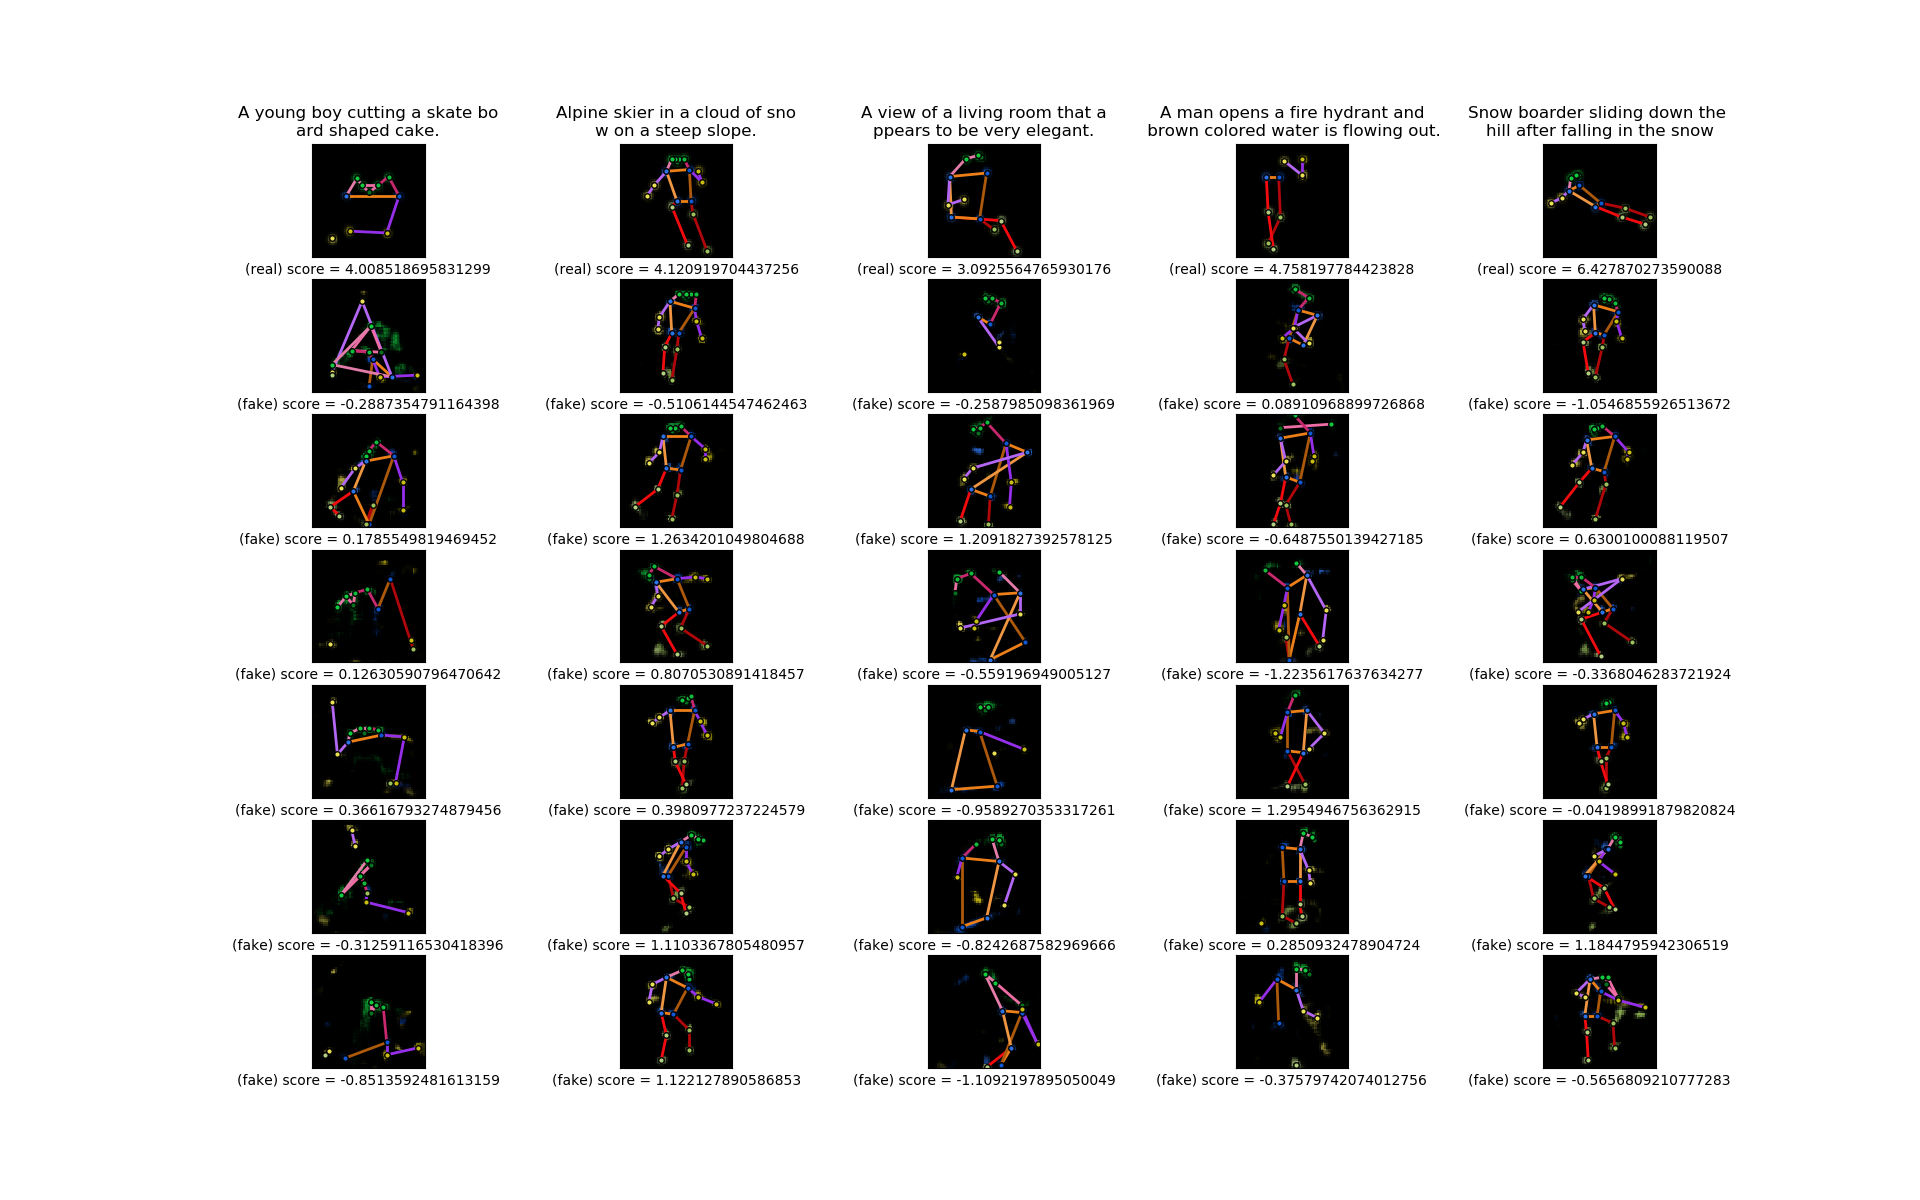 A young boy cutting a skate bo
ard shaped cake.
Alpine skier in a cloud of sno
w on a steep slope.
A view of a living room that a
ppears to be very elegant.
A man opens a fire hydrant and
brown colored water is flowing out.
Snow boarder sliding down the
hill after falling in the snow
(real) score = 4.008518695831299
(real) score = 4.120919704437256
(real) score = 3.0925564765930176
(real) score = 4.758197784423828
(real) score = 6.427870273590088
(fake) score = -0.2887354791164398
(fake) score = -0.5106144547462463
(fake) score = -0.2587985098361969
(fake) score = 0.08910968899726868
(fake) score = -1.0546855926513672
(fake) score = 0.1785549819469452
(fake) score = 1.2634201049804688
(fake) score = 1.2091827392578125
(fake) score = -0.6487550139427185
(fake) score = 0.6300100088119507
(fake) score = 0.12630590796470642
(fake) score = 0.8070530891418457
(fake) score = -0.559196949005127
(fake) score = -1.2235617637634277
(fake) score = -0.3368046283721924
(fake) score = 0.366167932748794​56
(fake) score = 0.3980977237224579
(fake) score = -0.9589270353317261
(fake) score = 1.2954946756362915
(fake) score = -0.04198991879820824
(fake) score = -0.31259116530418396
(fake) score = 1.1103367805480957
(fake) score = -0.8242687582969666
(fake) score = 0.2850932478904724
(fake) score = 1.1844795942306519
(fake) score = -0.8513592481613159
(fake) score = 1.122127890586853
(fake) score = -1.1092197895050049
(fake) score = -0.37579742074012756
(fake) score = -0.5656809210777283